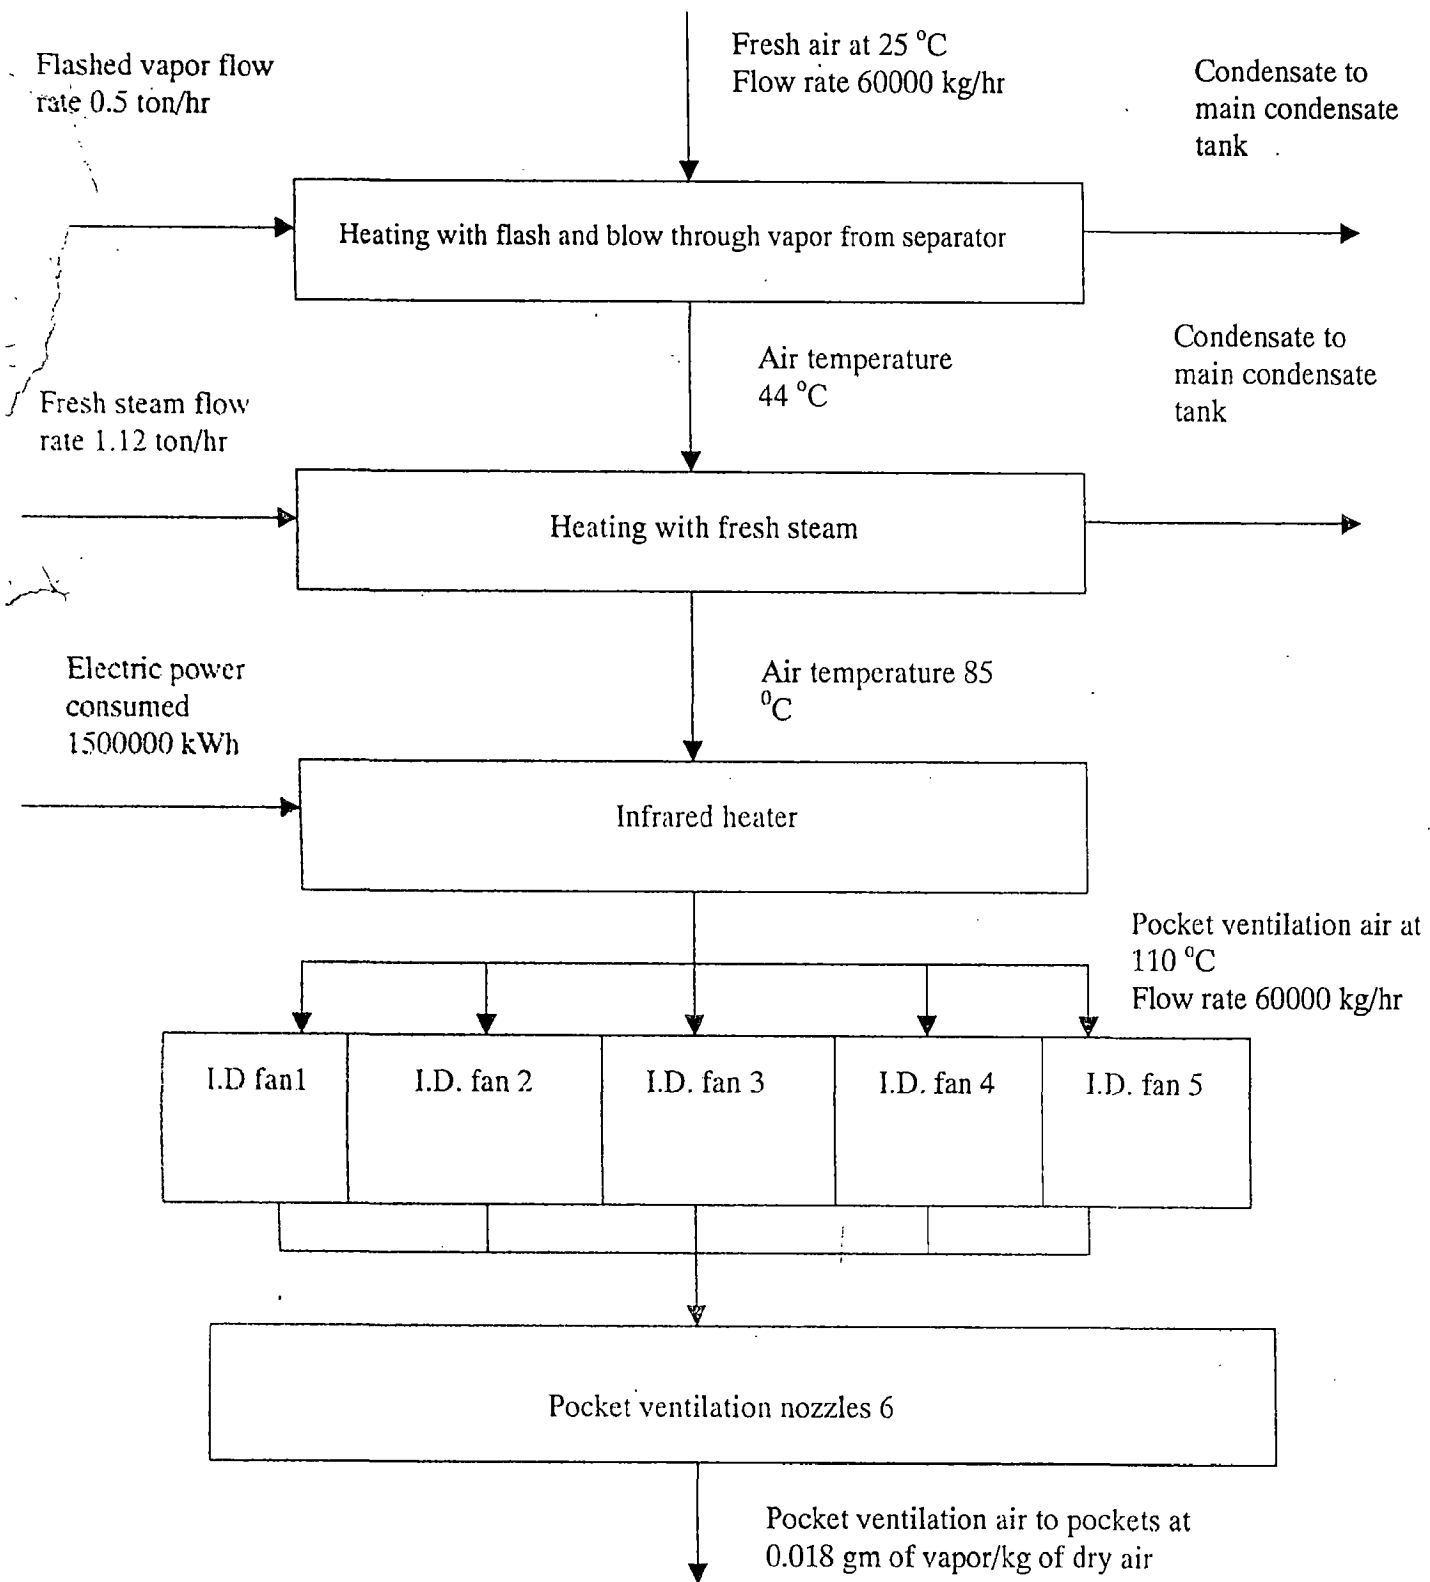 Flashed vapor flow
rate 0.5 ton/hr
Fresh air at 25 °C
Flow rate 60000 kg/hr
Condensate to
main condensate
tank
Heating with flash and blow through vapor from separator
Air temperature
44 °C
Condensate to
main condensate
tank
Fresh steam flow
rate 1.12 ton/hr
Heating with fresh steam
Electric power
consumed
1500000 kWh
Air temperature 85
⁰C
Infrared heater
Pocket ventilation air at
110 °C
Flow rate 60000 kg/hr
I.D fan1
I.D. fan 2
I.D. fan 3
I.D. fan 4
I.D. fan 5
Pocket ventilation nozzles 6
Pocket ventilation air to pockets at
0.018 gm of vapor/kg of dry air